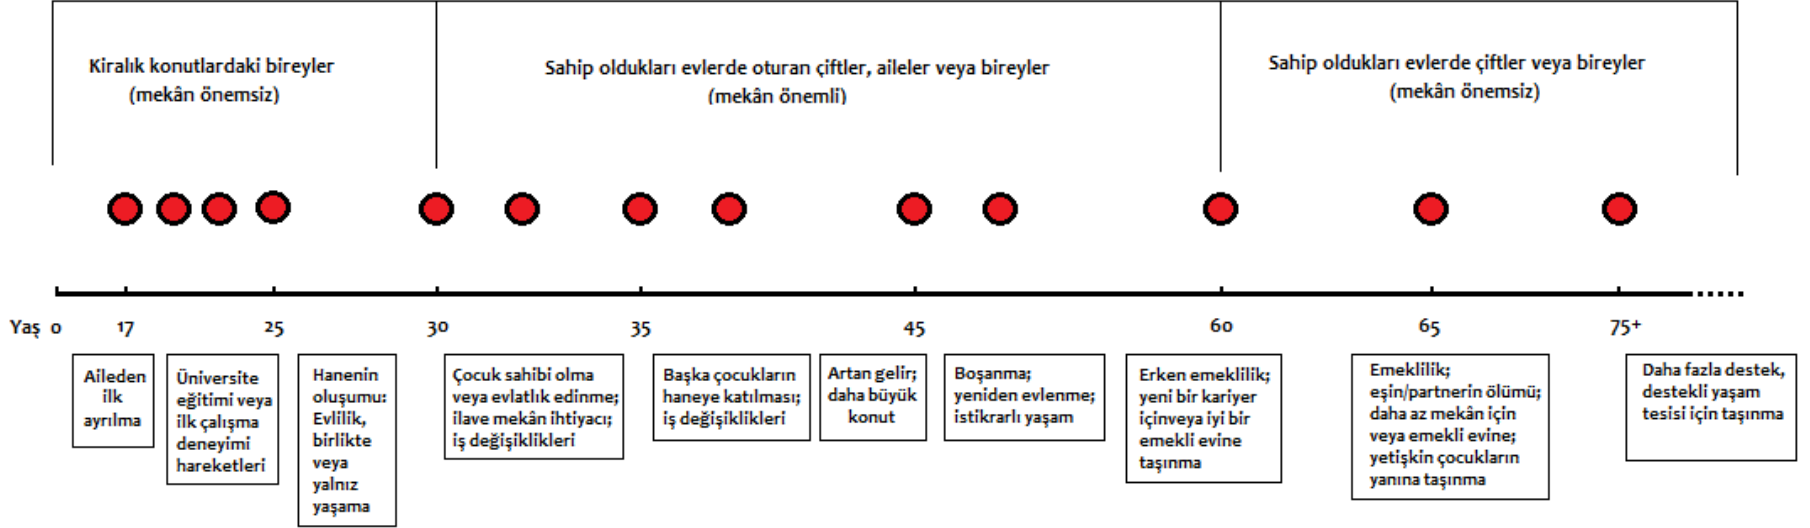 Kiralık konutlardaki bireyler
(mekân önemsiz)
Sahip oldukları evlerde oturan çiftler, aileler veya bireyler
(mekân önemli)
Sahip oldukları evlerde çiftler veya bireyler
(mekân önemsiz)
Yaş 0 17 25 30 35 45 60 65 75+
Aileden
ilk
ayrılma
Üniversite
eğitimi veya
ilk çalışma
deneyimi
hareketleri
Hanenin
oluşumu:
Evlilik,
birlikte
veya
yalnız
yaşama
Çocuk sahibi olma
veya evlatlık edinme;
ilave mekân ihtiyacı;
iş değişiklikleri
Başka çocukların
haneye katılması;
iş değişiklikleri
Artan gelir;
daha büyük
konut
Boşanma;
yeniden evlenme;
istikrarlı yaşam
Erken emeklilik;
yeni bir kariyer
içinveya iyi bir
emekli evine
taşınma
Emeklilik;
eşin/partnerin ölümü;
daha az mekân için
veya emekli evine;
yetişkin çocukların
yanına taşınma
Daha fazla destek,
destekli yaşam
tesisi için taşınma